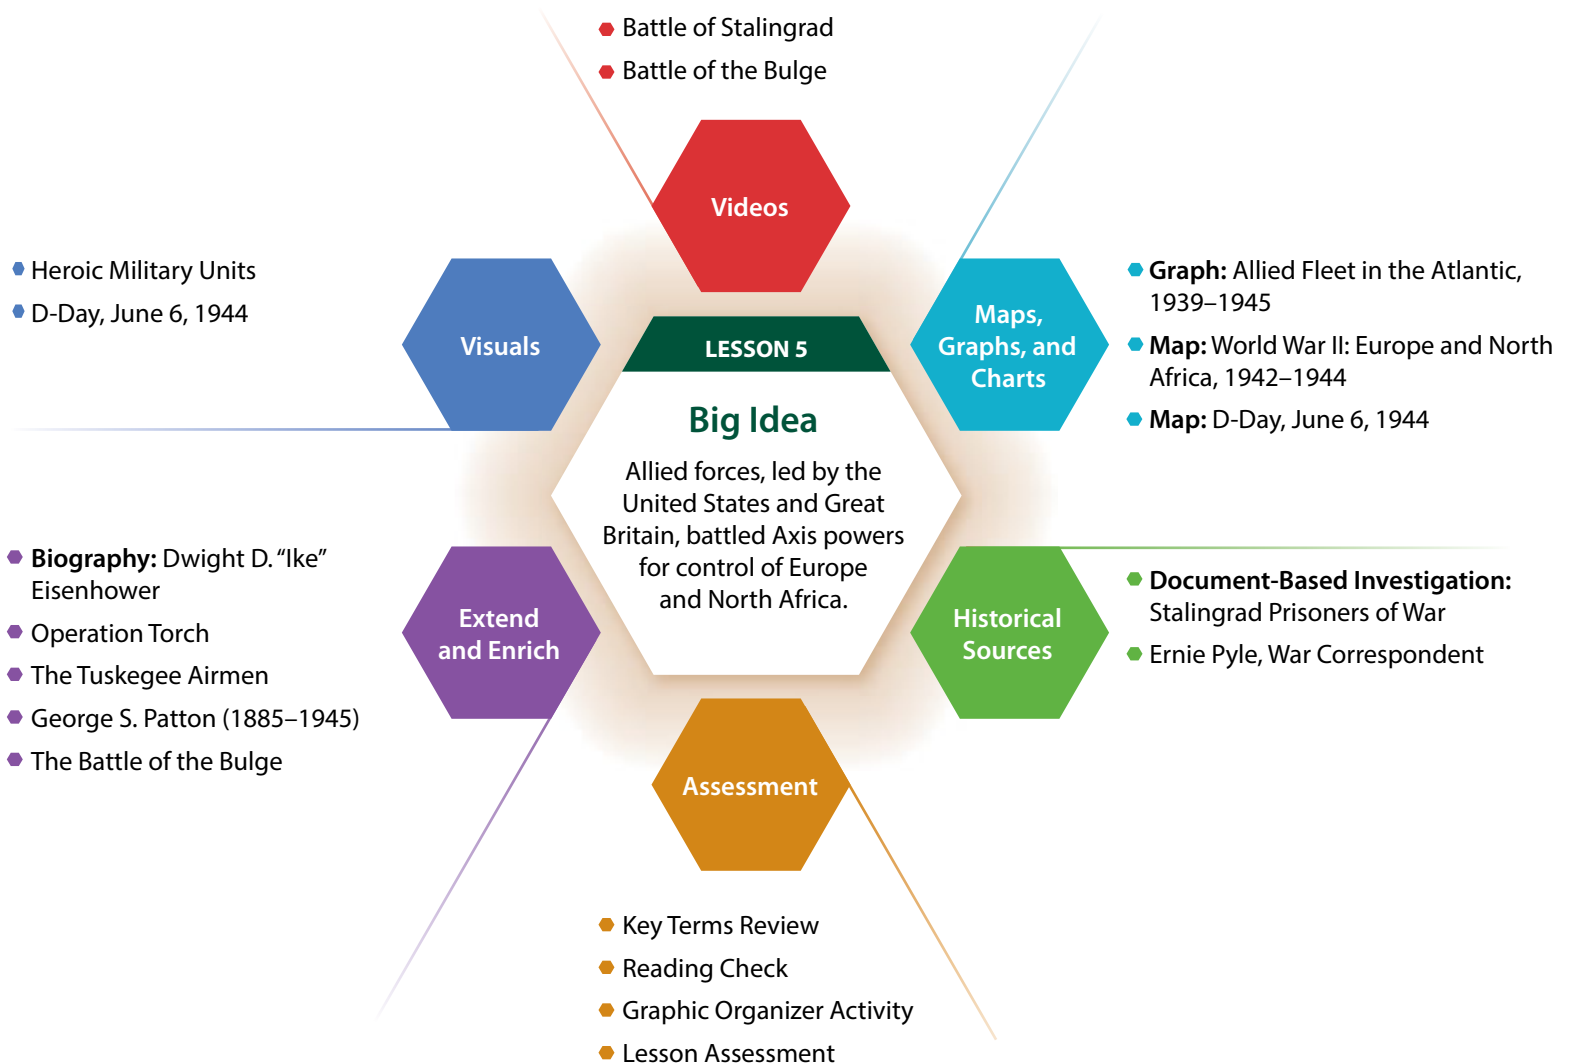 Battle of Stalingrad
Battle of the Bulge
Videos
Heroic Military Units
D-Day, June 6, 1944
Visuals
Maps,
Graphs, and
Charts
Graph: Allied Fleet in the Atlantic,
1939–1945
Map: World War II: Europe and North
Africa, 1942–1944
Map: D-Day, June 6, 1944
LESSON 5
Big Idea
Allied forces, led by the
United States and Great
Britain, battled Axis powers
for control of Europe
and North Africa.
Biography: Dwight D. “Ike”
Eisenhower
Operation Torch
The Tuskegee Airmen
George S. Patton (1885–1945)
The Battle of the Bulge
Extend
and Enrich
Historical
Sources
Document-Based Investigation:
Stalingrad Prisoners of War
Ernie Pyle, War Correspondent
Assessment
Key Terms Review
Reading Check
Graphic Organizer Activity
Lesson Assessment